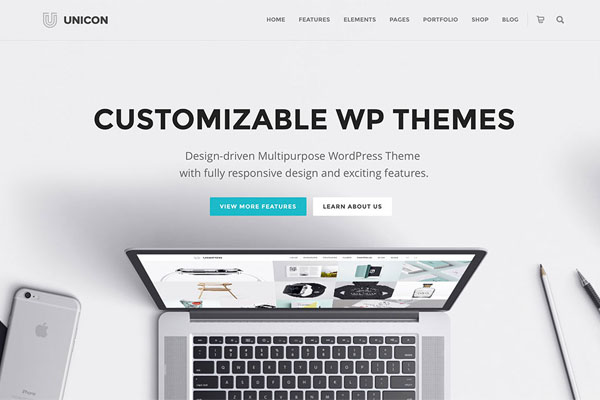 UNICON
HOME FEATURES ELEMENTS PAGES PORTFOLIO SHOP BLOG
CUSTOMIZABLE WP THEMES
Design-driven Multipurpose WordPress Theme
with fully responsive design and exciting features.
VIEW MORE FEATURES LEARN ABOUT US
iPhone